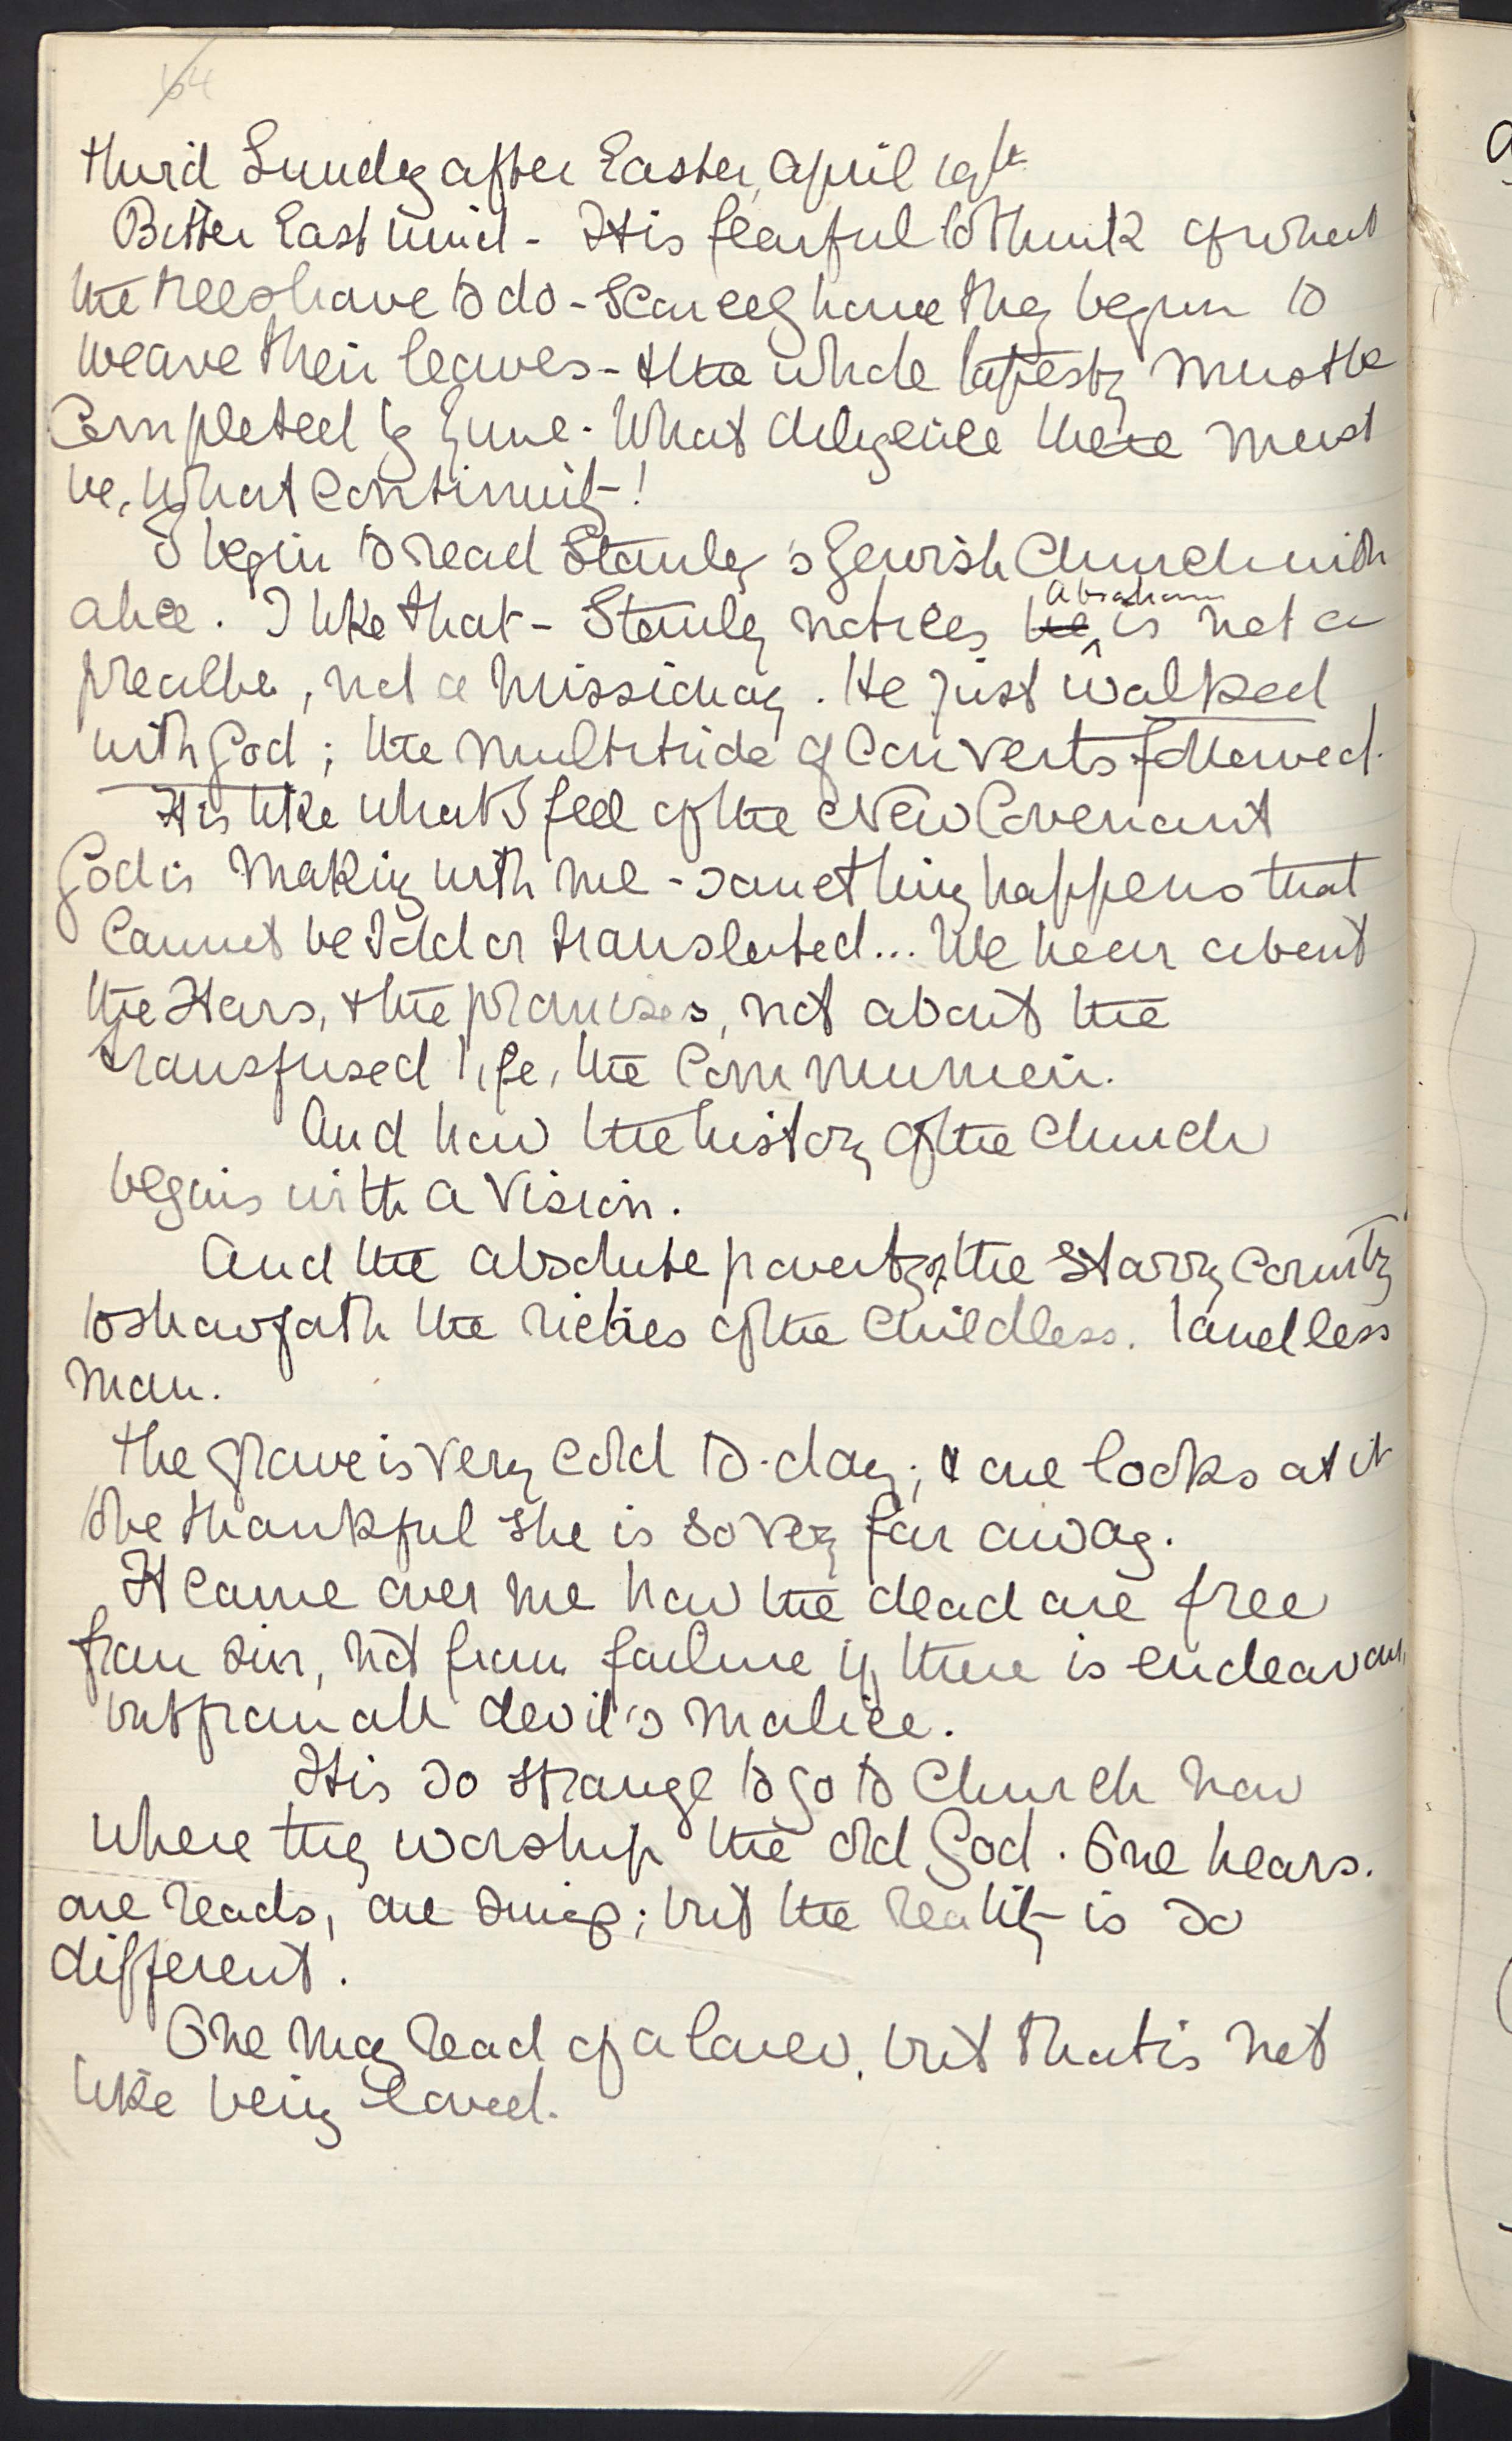 64
third Sunday after Easter, April 19th
Bitter East wind - It is fearful to think of what
the trees have to do - Scarcely have they begun to
weave their leaves - & the whole tapestry must be
Completed by June. What diligence there must
be, what continuity!
I begin to read Stanley's Jewish Church with
alice. I like that - Stanley notices he Abraham is not a
preacher, not a missionary. He just walked
with God; the multitude of converts followed.
It is like what I feel of the New Covenant
God is making with me - something happens that
Cannot be told or translated... We hear about
the Stars, & the promises, not about the
transfused life, the Communion.
And how the history of the Church
begins with a Vision.
And the absolute poverty of the starry country
to shew forth the riches of the Childless, landless
man.
The grave is very cold to-day; & one looks at it
to be thankful she is so very far away.
It came over me how the dead are free
from sin, not from failure if there is endeavour,
but from all devil's malice.
It is so strange to go to Church now
where they worship the old God. One hears,
one reads, one sings; but the reality is so
different.
One may read of a lover, but that is not
like being loved.